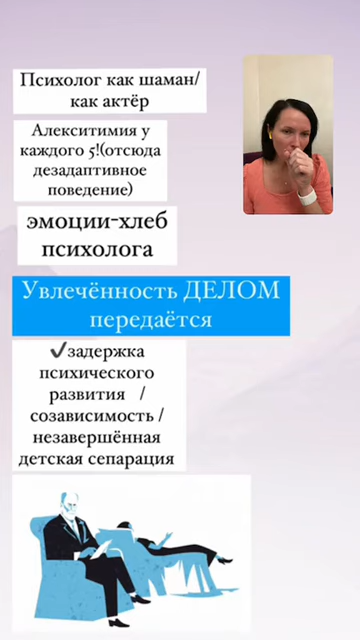 Психолог как шаман/
как актёр
Алекситимия у
каждого 5!(отсюда
дезадаптивное
поведение)
эмоции-хлеб
психолога
Увлечённость ДЕЛОМ
передаётся
✔задержка
психического
развития /
созависимость /
незавершённая
детская сепарация